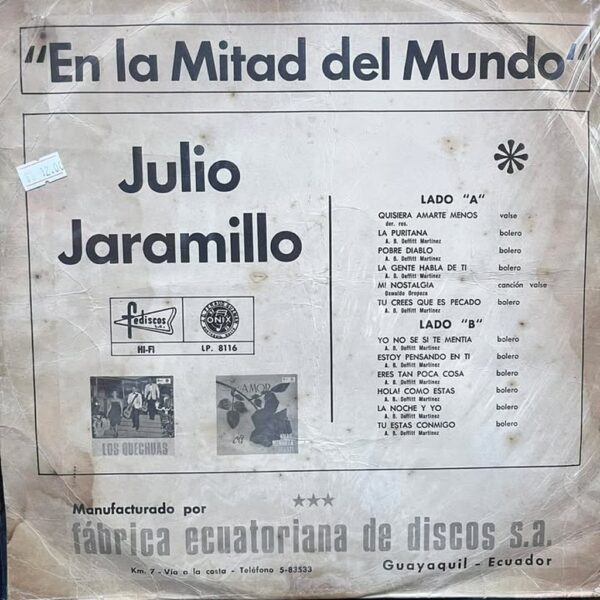 "En la Mitad del Mundo"
12.00
Julio
Jaramillo
LADO "A"
QUISIERA AMARTE MENOS valse
der. res.
LA PURITANA bolero
A. B. Deffitt Martinez
POBRE DIABLO bolero
A. B. Deffitt Martinez
LA GENTE HABLA DE TI bolero
A. B. Deffitt Martinez
MI NOSTALGIA canción valse
Oswaldo Oropeza
TU CREES QUE ES PECADO bolero
A. B. Deffitt Martinez
LADO "B"
YO NO SE SI TE MENTIA bolero
A. B. Deffitt Martinez
ESTOY PENSANDO EN TI bolero
A. B. Deffitt Martinez
ERES TAN POCA COSA bolero
A. B. Deffitt Martinez
HOLA! COMO ESTAS bolero
A. B. Deffitt Martinez
LA NOCHE Y YO bolero
A. B. Deffitt Martinez
TU ESTAS CONMIGO bolero
A. B. Deffitt Martinez
fediscos
S.A.
ONIX
HI-FI
LP. 8116
LOS QUECHUAS
AMOR
★★★
Manufacturado por
fábrica ecuatoriana de discos s.a.
Km. 7 - Vía a la costa - Teléfono 5-83533
Guayaquil - Ecuador